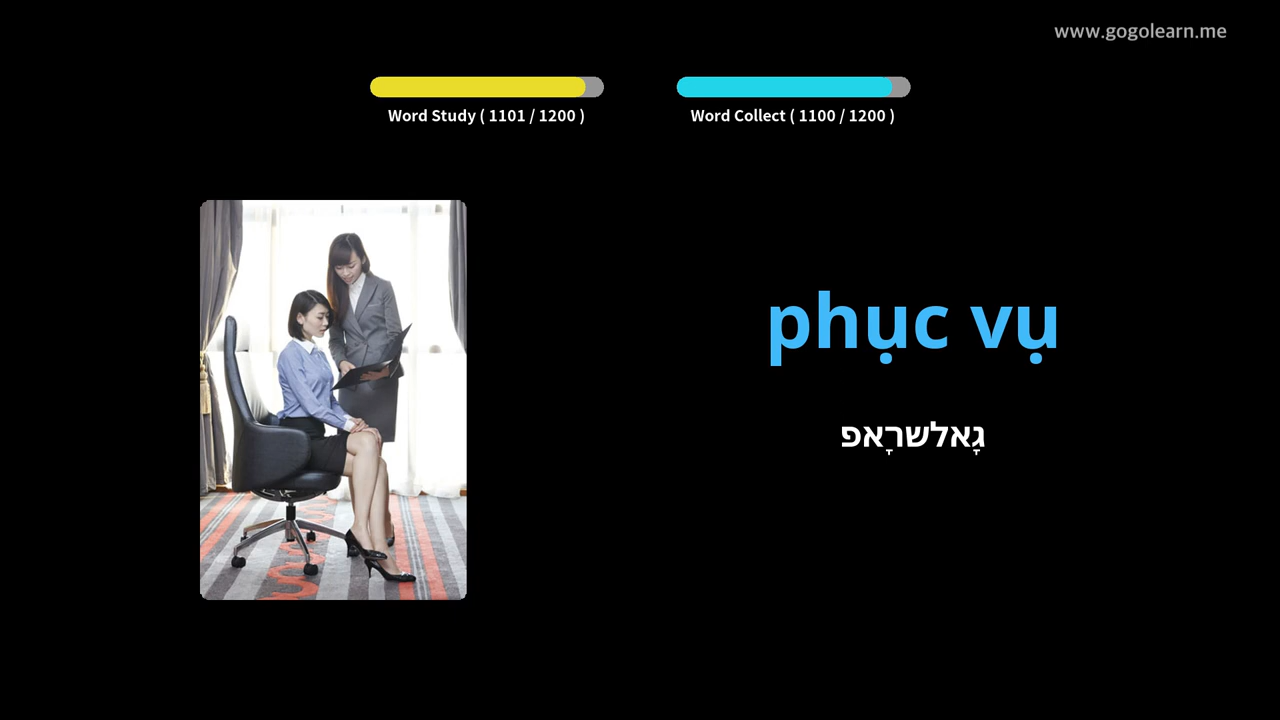 www.gogolearn.me
Word Study ( 1101 / 1200 )
Word Collect ( 1100 / 1200 )
phục vụ
גָאלשרָאפ